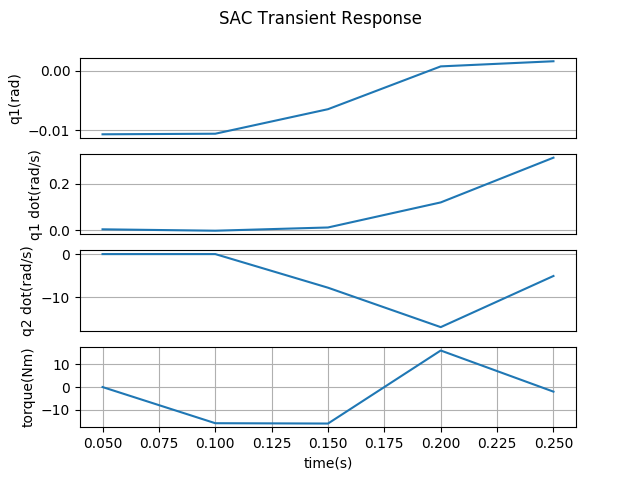 SAC Transient Response
q1(rad)
0.00
−0.01
q1 dot(rad/s)
0.2
0.0
q2 dot(rad/s)
0
−10
torque(Nm)
10
0
−10
0.050 0.075 0.100 0.125 0.150 0.175 0.200 0.225 0.250
time(s)